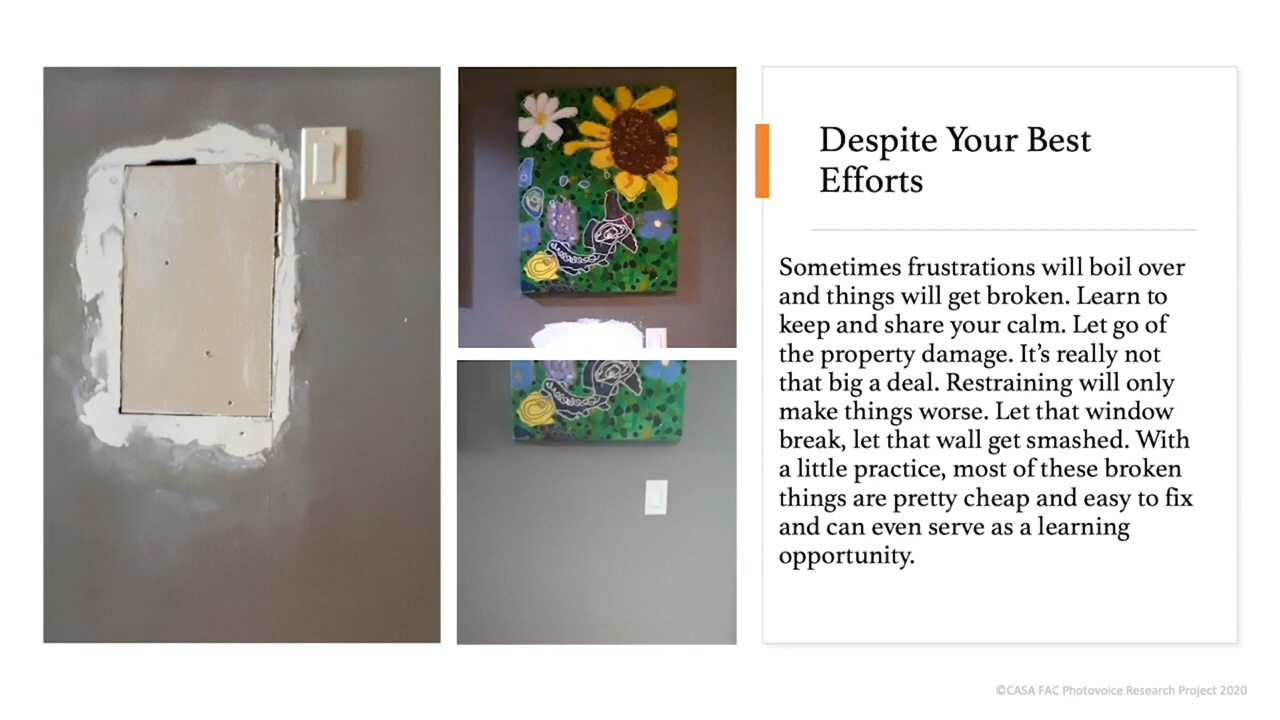 Despite Your Best
Efforts
Sometimes frustrations will boil over
and things will get broken. Learn to
keep and share your calm. Let go of
the property damage. It’s really not
that big a deal. Restraining will only
make things worse. Let that window
break, let that wall get smashed. With
a little practice, most of these broken
things are pretty cheap and easy to fix
and can even serve as a learning
opportunity.
©CASA FAC Photovoice Research Project 2020